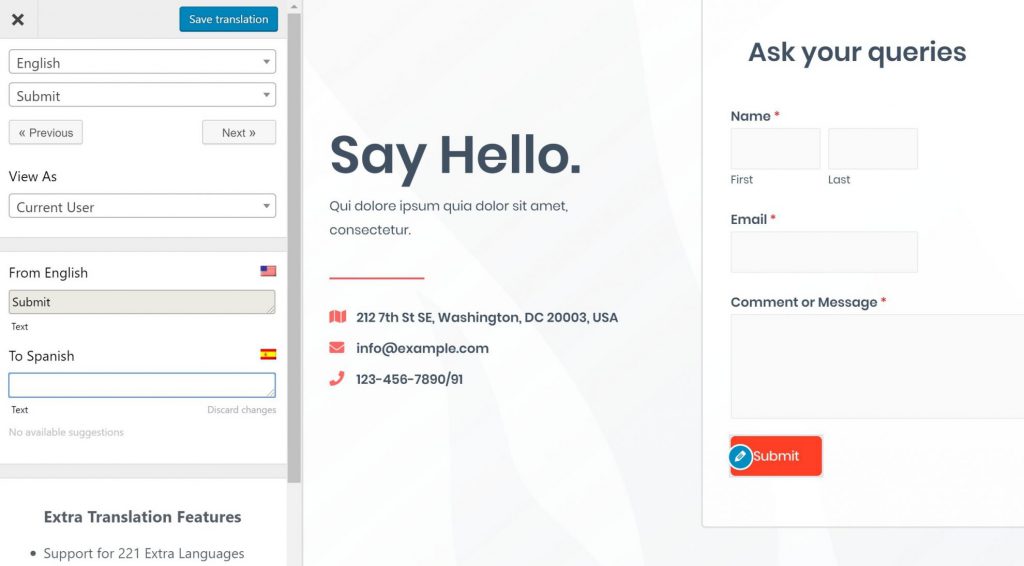 Save translation
English
Submit
« Previous
Next »
View As
Current User
From English
Submit
Text
To Spanish
Text
Discard changes
No available suggestions
Extra Translation Features
Support for 221 Extra Languages
Say Hello.
Qui dolore ipsum quia dolor sit amet,
consectetur.
212 7th St SE, Washington, DC 20003, USA
info@example.com
123-456-7890/91
Ask your queries
Name *
First
Last
Email *
Comment or Message *
Submit